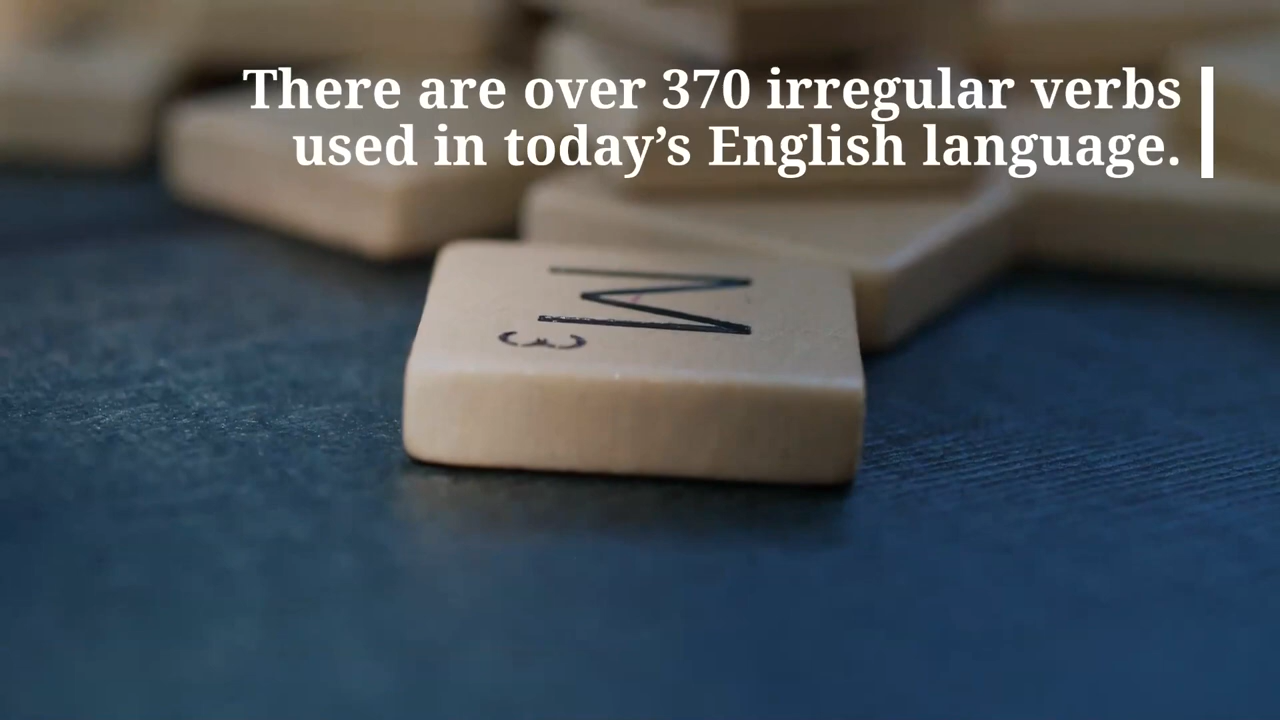 There are over 370 irregular verbs
used in today’s English language.
M
3